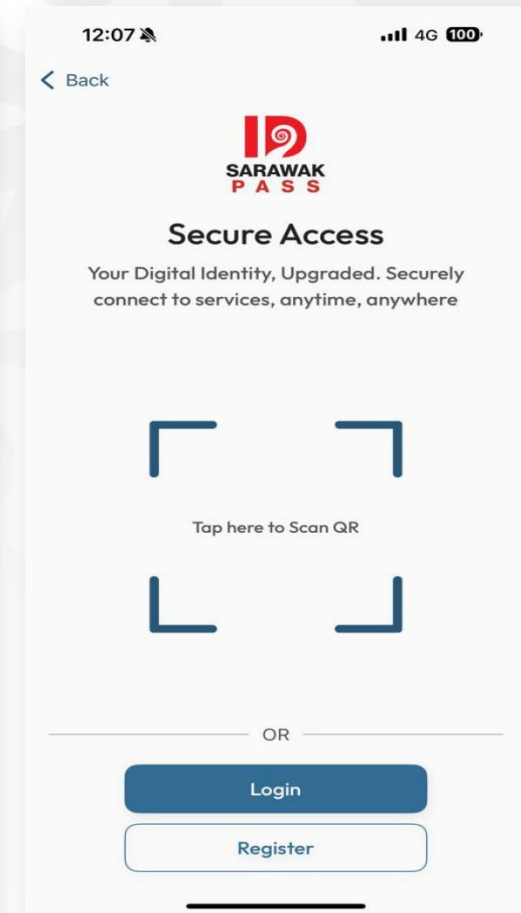 12:07
4G 100
Back
ID
SARAWAK
PASS
Secure Access
Your Digital Identity, Upgraded. Securely
connect to services, anytime, anywhere
Tap here to Scan QR
OR
Login
Register